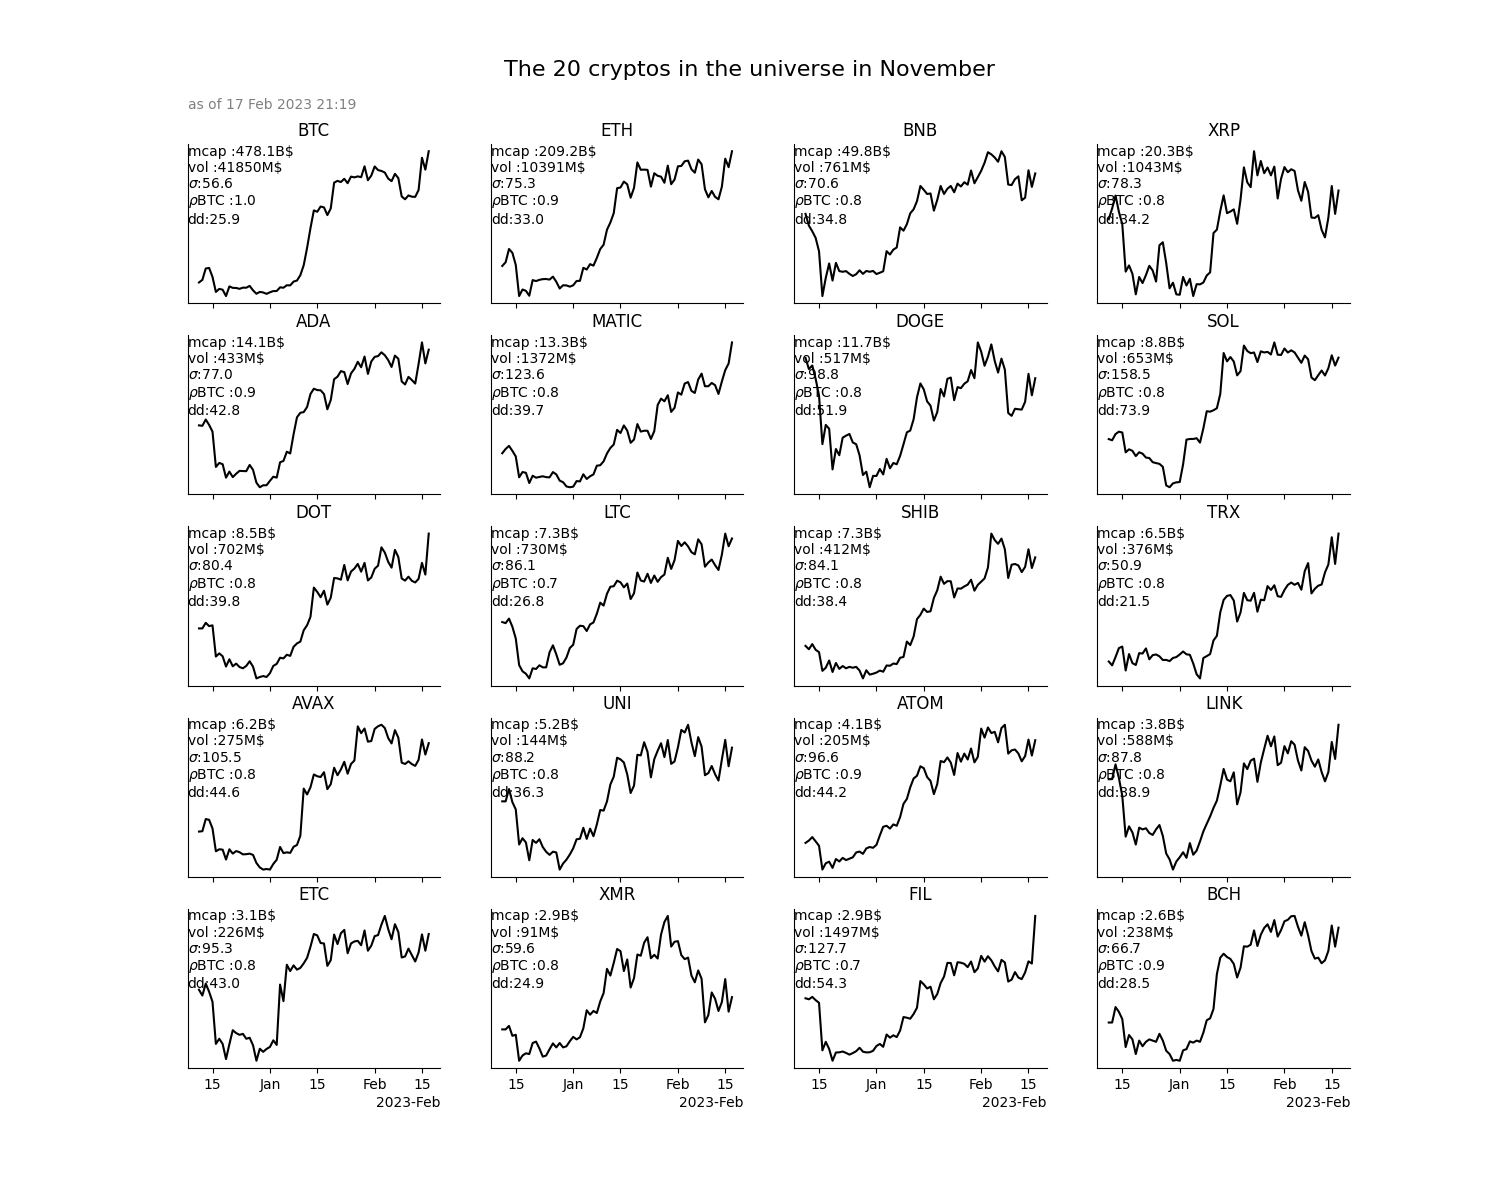 The 20 cryptos in the universe in November
as of 17 Feb 2023 21:19
BTC
mcap :478.1B$
vol :41850M$
σ:56.6
ρBTC :1.0
dd:25.9
ETH
mcap :209.2B$
vol :10391M$
σ:75.3
ρBTC :0.9
dd:33.0
BNB
mcap :49.8B$
vol :761M$
σ:70.6
ρBTC :0.8
dd:34.8
XRP
mcap :20.3B$
vol :1043M$
σ:78.3
ρBTC :0.8
dd:34.2
ADA
mcap :14.1B$
vol :433M$
σ:77.0
ρBTC :0.9
dd:42.8
MATIC
mcap :13.3B$
vol :1372M$
σ:123.6
ρBTC :0.8
dd:39.7
DOGE
mcap :11.7B$
vol :517M$
σ:98.8
ρBTC :0.8
dd:51.9
SOL
mcap :8.8B$
vol :653M$
σ:158.5
ρBTC :0.8
dd:73.9
DOT
mcap :8.5B$
vol :702M$
σ:80.4
ρBTC :0.8
dd:39.8
LTC
mcap :7.3B$
vol :730M$
σ:86.1
ρBTC :0.7
dd:26.8
SHIB
mcap :7.3B$
vol :412M$
σ:84.1
ρBTC :0.8
dd:38.4
TRX
mcap :6.5B$
vol :376M$
σ:50.9
ρBTC :0.8
dd:21.5
AVAX
mcap :6.2B$
vol :275M$
σ:105.5
ρBTC :0.8
dd:44.6
UNI
mcap :5.2B$
vol :144M$
σ:88.2
ρBTC :0.8
dd:36.3
ATOM
mcap :4.1B$
vol :205M$
σ:96.6
ρBTC :0.9
dd:44.2
LINK
mcap :3.8B$
vol :588M$
σ:87.8
ρBTC :0.8
dd:38.9
ETC
mcap :3.1B$
vol :226M$
σ:95.3
ρBTC :0.8
dd:43.0
XMR
mcap :2.9B$
vol :91M$
σ:59.6
ρBTC :0.8
dd:24.9
FIL
mcap :2.9B$
vol :1497M$
σ:127.7
ρBTC :0.7
dd:54.3
BCH
mcap :2.6B$
vol :238M$
σ:66.7
ρBTC :0.9
dd:28.5
15 Jan 15 Feb 15
2023-Feb
15 Jan 15 Feb 15
2023-Feb
15 Jan 15 Feb 15
2023-Feb
15 Jan 15 Feb 15
2023-Feb